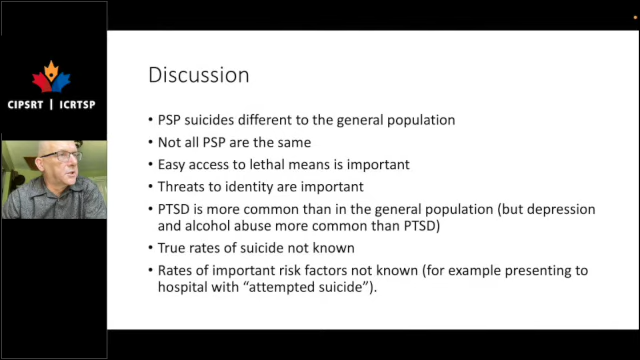 CIPSRT | ICRTSP
Discussion
• PSP suicides different to the general population
• Not all PSP are the same
• Easy access to lethal means is important
• Threats to identity are important
• PTSD is more common than in the general population (but depression
and alcohol abuse more common than PTSD)
• True rates of suicide not known
• Rates of important risk factors not known (for example presenting to
hospital with “attempted suicide”).